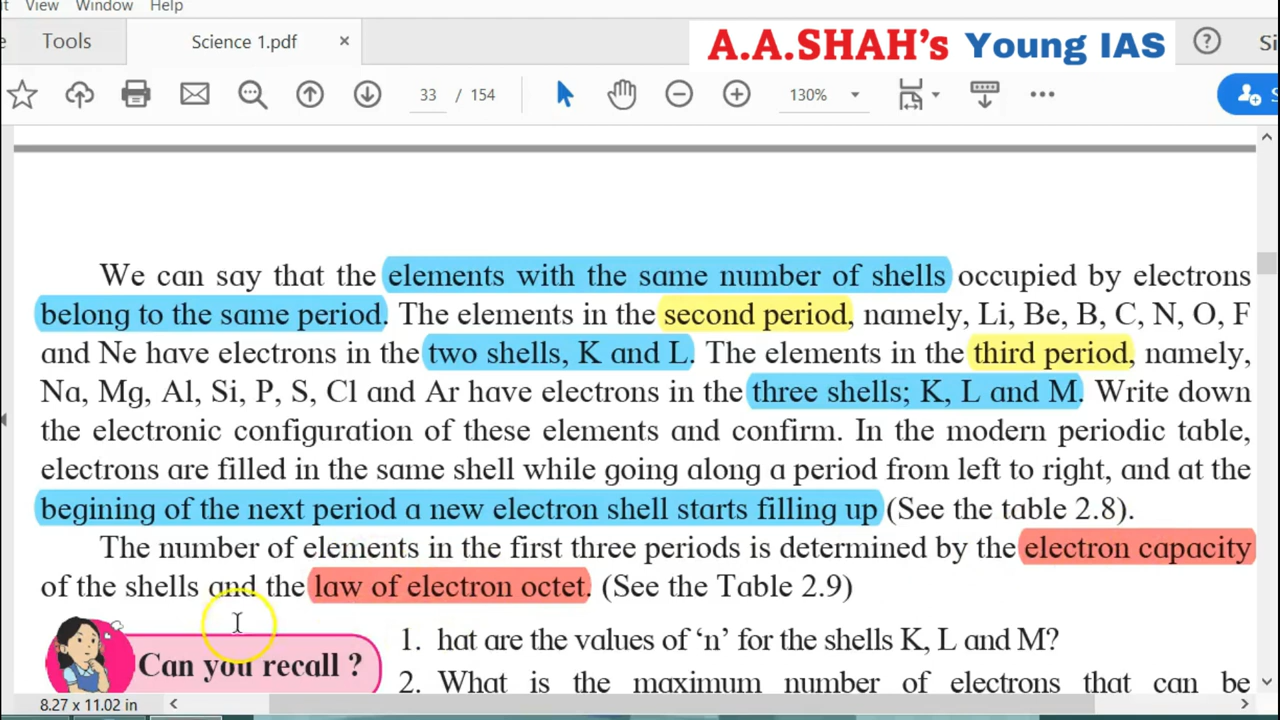 View Window Help
Tools
Science 1.pdf
A.A.SHAH's Young IAS
33 / 154
130%
We can say that the elements with the same number of shells occupied by electrons
belong to the same period. The elements in the second period, namely, Li, Be, B, C, N, O, F
and Ne have electrons in the two shells, K and L. The elements in the third period, namely,
Na, Mg, Al, Si, P, S, Cl and Ar have electrons in the three shells; K, L and M. Write down
the electronic configuration of these elements and confirm. In the modern periodic table,
electrons are filled in the same shell while going along a period from left to right, and at the
begining of the next period a new electron shell starts filling up (See the table 2.8).
The number of elements in the first three periods is determined by the electron capacity
of the shells and the law of electron octet. (See the Table 2.9)
Can you recall ?
1. hat are the values of ‘n’ for the shells K, L and M?
2. What is the maximum number of electrons that can be
8.27 x 11.02 in